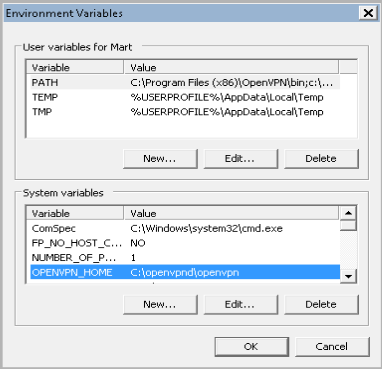 Environment Variables
User variables for Mart
Variable Value
PATH C:\Program Files (x86)\OpenVPN\bin;c:\...
TEMP %USERPROFILE%\AppData\Local\Temp
TMP %USERPROFILE%\AppData\Local\Temp
New... Edit... Delete
System variables
Variable Value
ComSpec C:\Windows\system32\cmd.exe
FP_NO_HOST_C... NO
NUMBER_OF_P... 1
OPENVPN_HOME C:\openvpnd\openvpn
New... Edit... Delete
OK Cancel